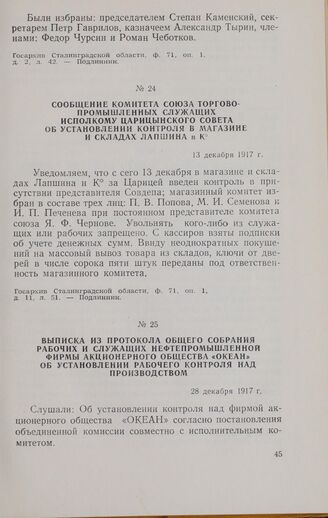 Были избраны: председателем Степан Каменский, сек-
ретарем Петр Гаврилов, казначеем Александр Тырин, чле-
нами: Федор Чурсин и Роман Чеботков.
Госархив Сталинградской области, ф. 71, оп. 1,
д. 2, л. 42. — Подлинник.
№ 24
СООБЩЕНИЕ КОМИТЕТА СОЮЗА ТОРГОВО-
ПРОМЫШЛЕННЫХ СЛУЖАЩИХ
ИСПОЛКОМУ ЦАРИЦЫНСКОГО СОВЕТА
ОБ УСТАНОВЛЕНИИ КОНТРОЛЯ В МАГАЗИНЕ
И СКЛАДАХ ЛАПШИНА и К°
13 декабря 1917 г.
Уведомляем, что с сего 13 декабря в магазине и скла-
дах Лапшина и К° за Царицей введен контроль в при-
сутствии представителя Совдепа; магазинный комитет из-
бран в составе трех лиц: П. В. Попова, М. И. Семенова к
И. П. Печенева при постоянном представителе комитета
союза Я. Ф. Чернове. Увольнять кого-либо из служа-
щих или рабочих запрещено. С кассиров взяты подписки
об учете денежных сумм. Ввиду неоднократных покуше-
ний на массовый вывоз товара из складов, ключи от две-
рей в числе сорока пяти штук переданы под ответствен-
ность магазинного комитета.
Госархив Сталинградской области, ф. 71, оп. 1,
д. 11, л. 51. — Подлинник.
№ 25
ВЫПИСКА ИЗ ПРОТОКОЛА ОБЩЕГО СОБРАНИЯ
РАБОЧИХ И СЛУЖАЩИХ НЕФТЕПРОМЫШЛЕННОЙ
ФИРМЫ АКЦИОНЕРНОГО ОБЩЕСТВА «ОКЕАН»
ОБ УСТАНОВЛЕНИИ РАБОЧЕГО КОНТРОЛЯ НАД
ПРОИЗВОДСТВОМ
28 декабря 1917 г.
Слушали: Об установлении контроля над фирмой ак-
ционерного общества «ОКЕАН» согласно постановления
объединенной комиссии совместно с исполнительным ко-
митетом.
45